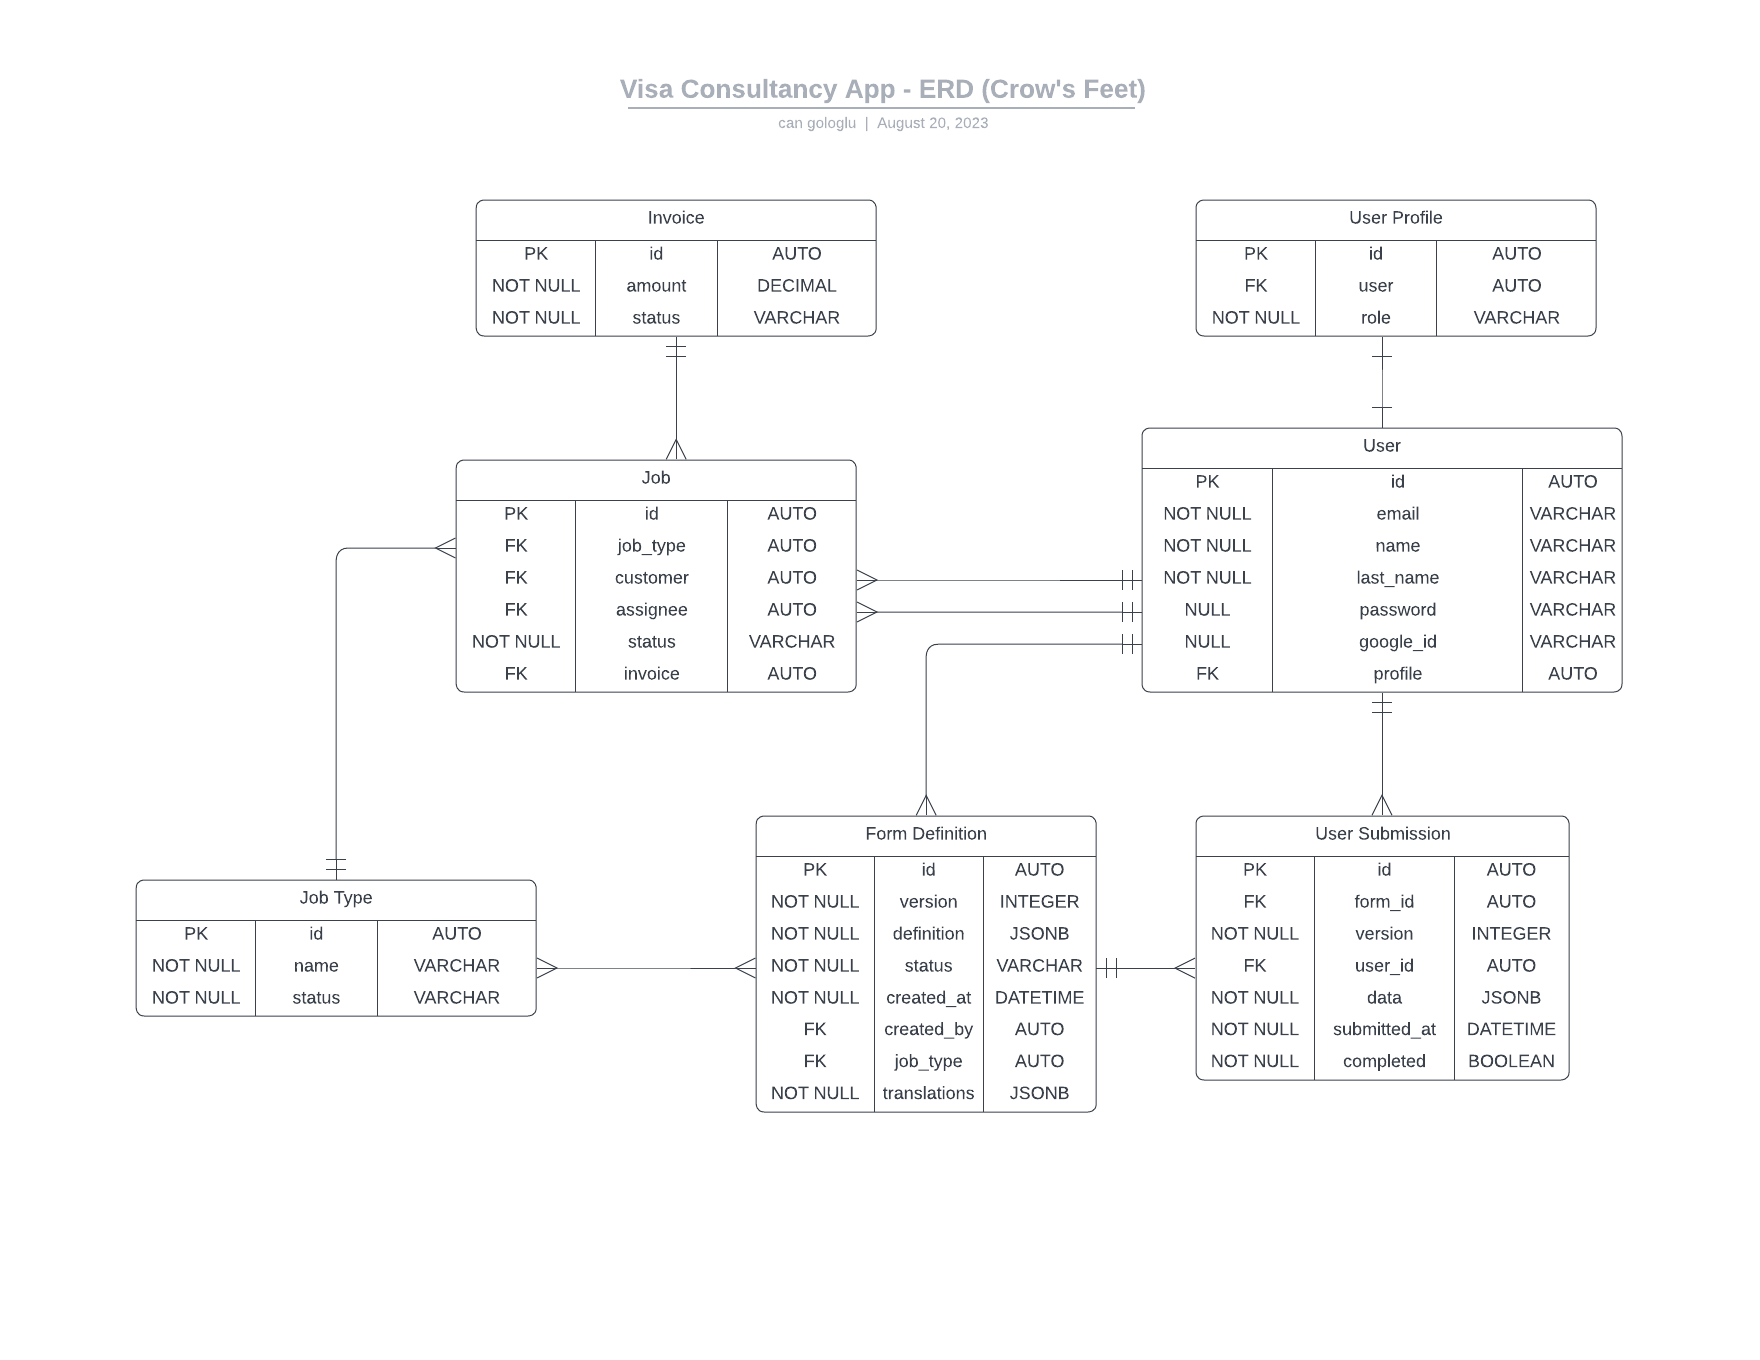 Visa Consultancy App - ERD (Crow's Feet)
can gologlu | August 20, 2023
Invoice
PK id AUTO
NOT NULL amount DECIMAL
NOT NULL status VARCHAR
User Profile
PK id AUTO
FK user AUTO
NOT NULL role VARCHAR
Job
PK id AUTO
FK job_type AUTO
FK customer AUTO
FK assignee AUTO
NOT NULL status VARCHAR
FK invoice AUTO
User
PK id AUTO
NOT NULL email VARCHAR
NOT NULL name VARCHAR
NOT NULL last_name VARCHAR
NULL password VARCHAR
NULL google_id VARCHAR
FK profile AUTO
Job Type
PK id AUTO
NOT NULL name VARCHAR
NOT NULL status VARCHAR
Form Definition
PK id AUTO
NOT NULL version INTEGER
NOT NULL definition JSONB
NOT NULL status VARCHAR
NOT NULL created_at DATETIME
FK created_by AUTO
FK job_type AUTO
NOT NULL translations JSONB
User Submission
PK id AUTO
FK form_id AUTO
NOT NULL version INTEGER
FK user_id AUTO
NOT NULL data JSONB
NOT NULL submitted_at DATETIME
NOT NULL completed BOOLEAN